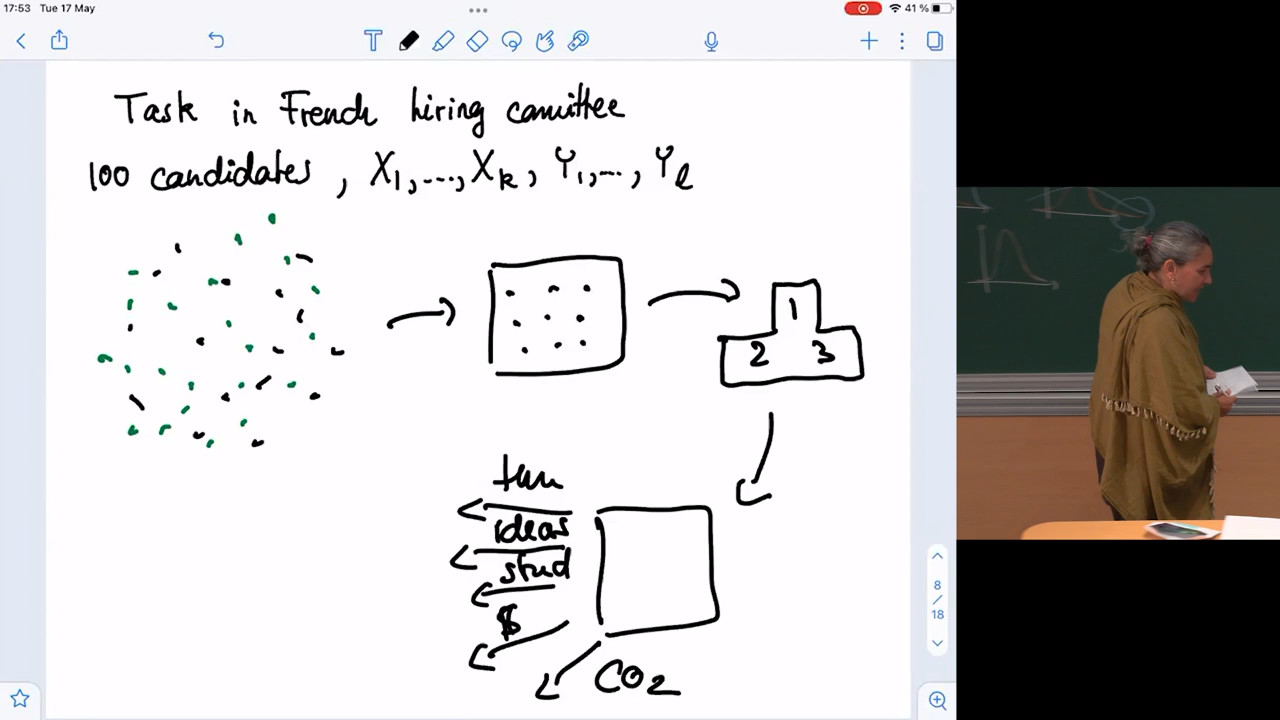 17:53 Tue 17 May
41 %
T
Task in French hiring comittee
100 candidates, X1,..., Xk, Y1,..., Yl
1
2 3
ideas
stud
$
CO2
8
/
18